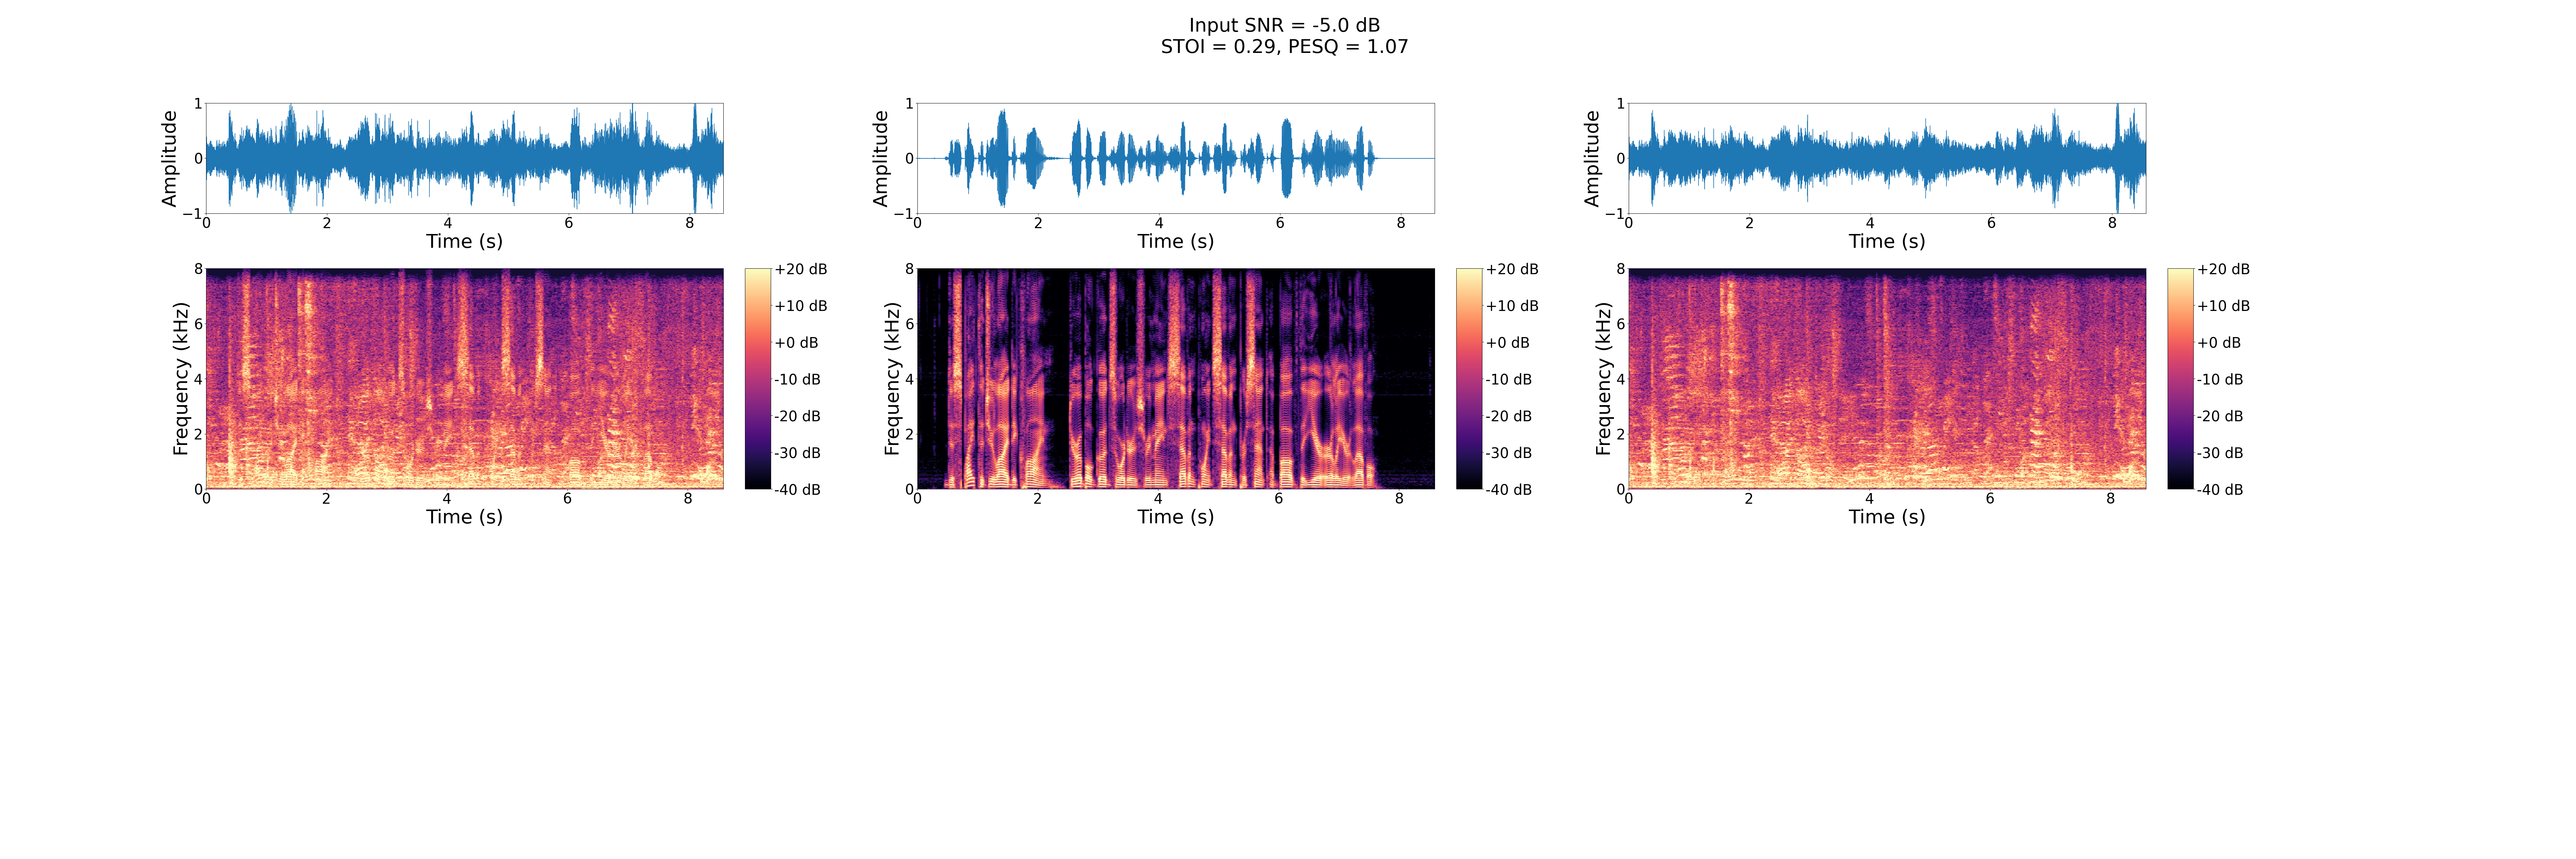 Input SNR = -5.0 dB
STOI = 0.29, PESQ = 1.07
Amplitude
1
0
−1
0 2 4 6 8
Time (s)
Amplitude
1
0
−1
0 2 4 6 8
Time (s)
Amplitude
1
0
−1
0 2 4 6 8
Time (s)
Frequency (kHz)
8
6
4
2
0
0 2 4 6 8
Time (s)
+20 dB
+10 dB
+0 dB
-10 dB
-20 dB
-30 dB
-40 dB
Frequency (kHz)
8
6
4
2
0
0 2 4 6 8
Time (s)
+20 dB
+10 dB
+0 dB
-10 dB
-20 dB
-30 dB
-40 dB
Frequency (kHz)
8
6
4
2
0
0 2 4 6 8
Time (s)
+20 dB
+10 dB
+0 dB
-10 dB
-20 dB
-30 dB
-40 dB